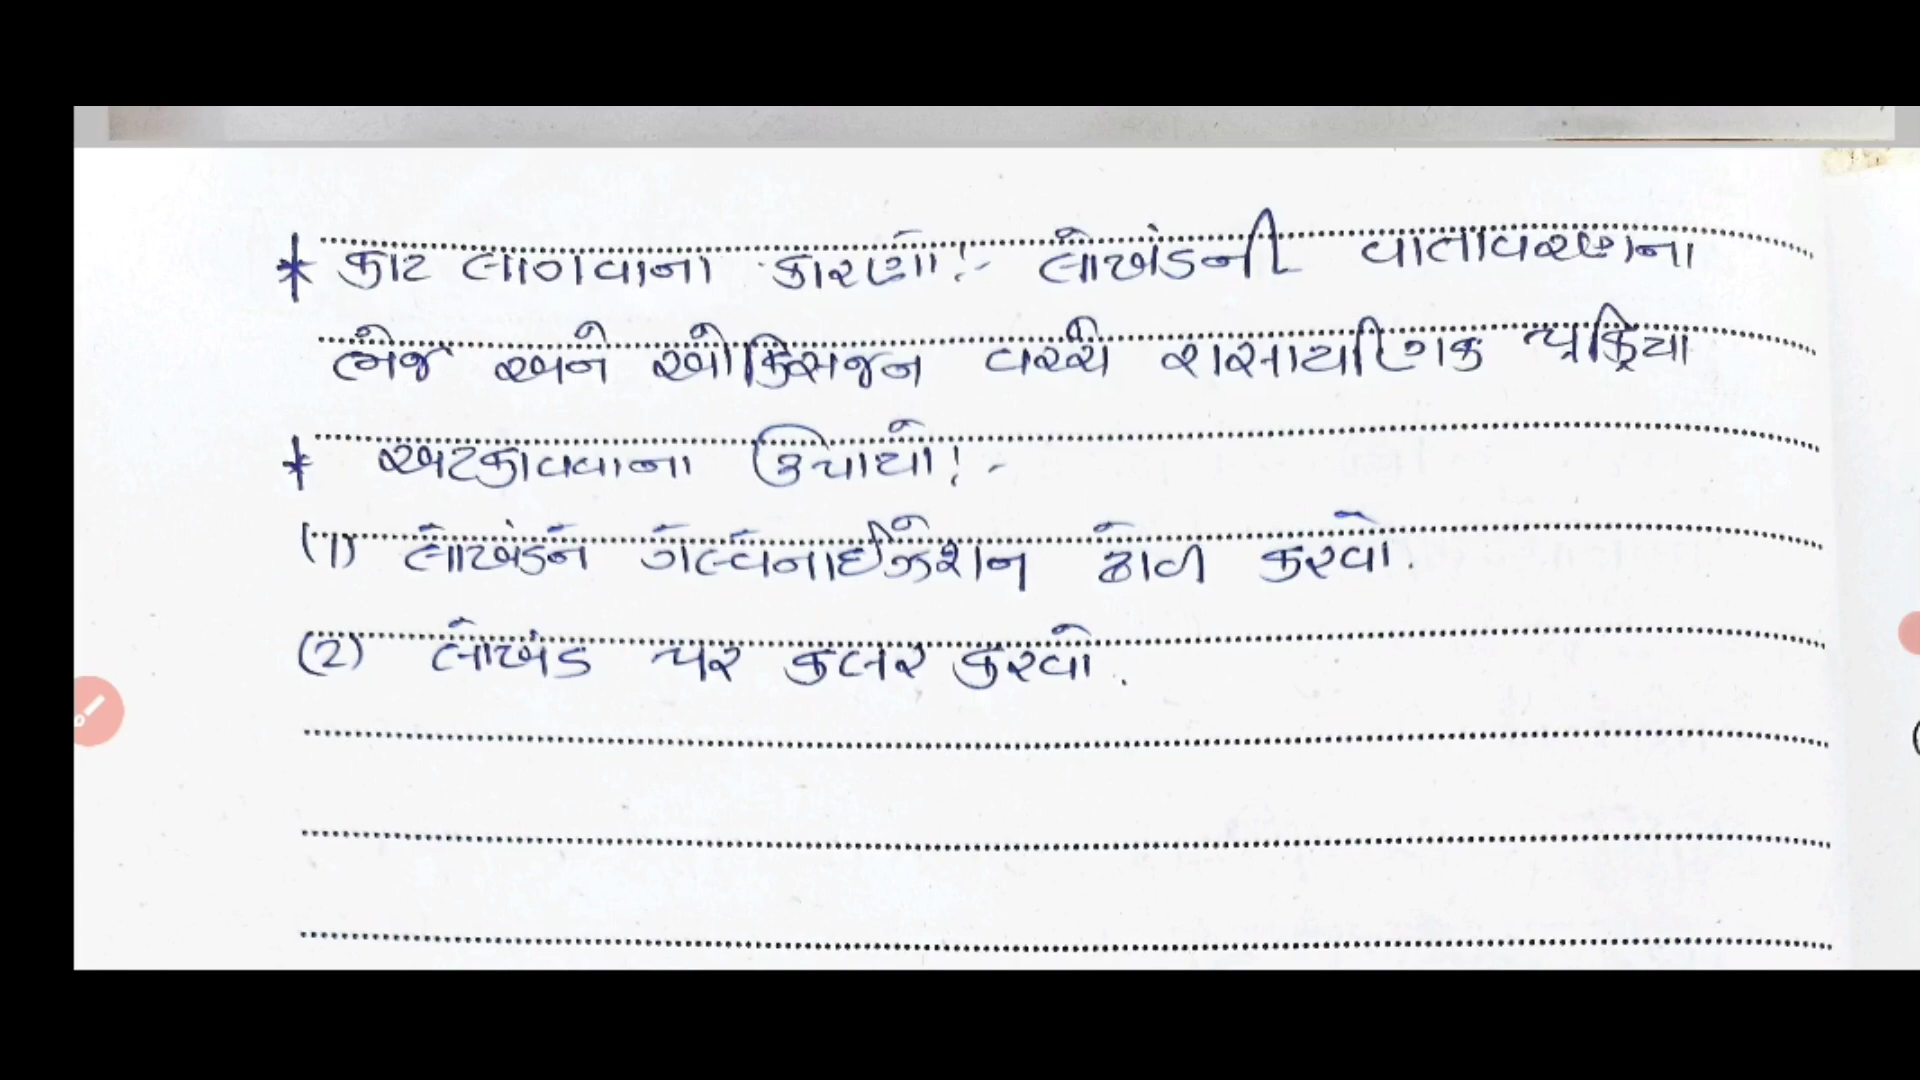 * કાટ લાગવાના કારણો:- લોખંડની વાતાવરણના
ભેજ અને ઓક્સિજન વચ્ચે રાસાયણિક પ્રક્રિયા
* અટકાવવાના ઉપાયો:-
(1) લોખંડને ગેલ્વેનાઈઝેશન ઢોળ કરવો.
(2) લોખંડ પર કલર કરવો.